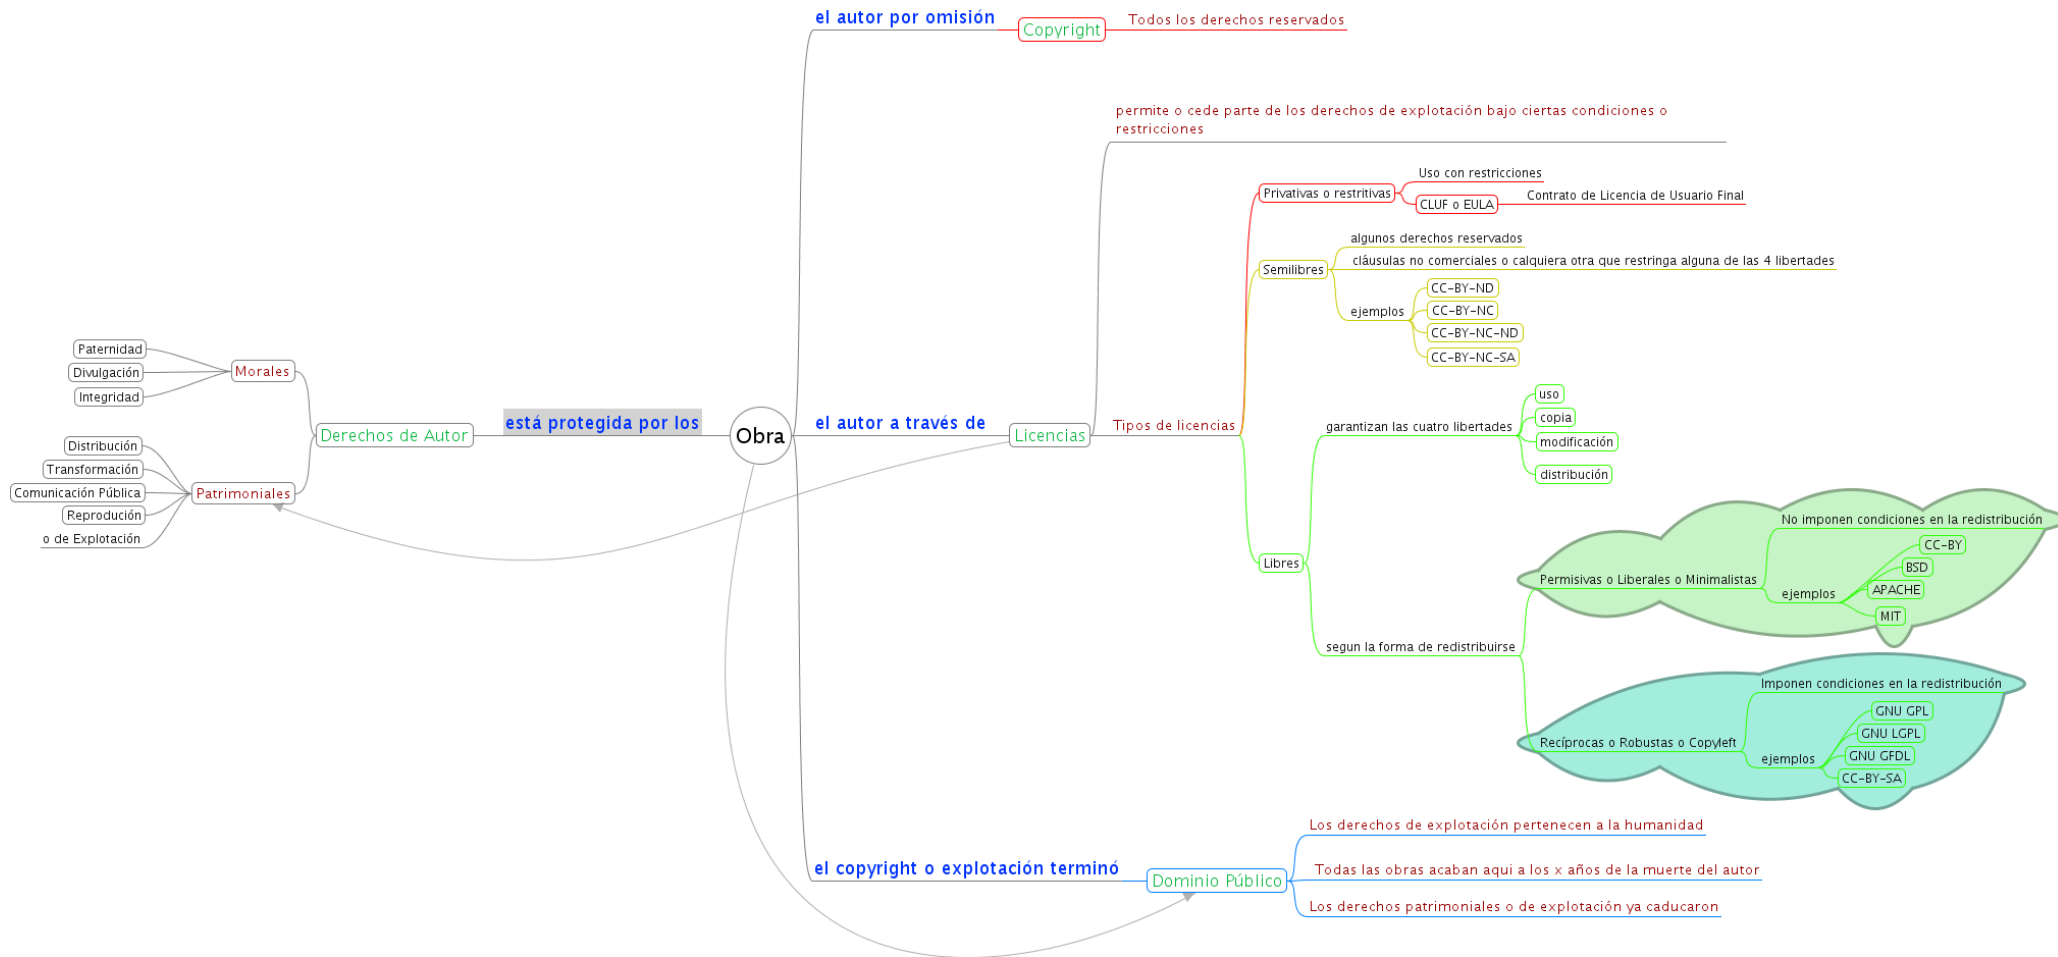 el autor por omisión
Copyright
Todos los derechos reservados
permite o cede parte de los derechos de explotación bajo ciertas condiciones o
restricciones
Privativas o restritivas
Uso con restricciones
CLUF o EULA
Contrato de Licencia de Usuario Final
Semilibres
algunos derechos reservados
cláusulas no comerciales o calquiera otra que restringa alguna de las 4 libertades
ejemplos
CC-BY-ND
CC-BY-NC
CC-BY-NC-ND
CC-BY-NC-SA
Paternidad
Divulgación
Integridad
Morales
Distribución
Transformación
Comunicación Pública
Reprodución
o de Explotación
Patrimoniales
Derechos de Autor
está protegida por los
Obra
el autor a través de
Licencias
Tipos de licencias
garantizan las cuatro libertades
uso
copia
modificación
distribución
Libres
segun la forma de redistribuirse
Permisivas o Liberales o Minimalistas
No imponen condiciones en la redistribución
ejemplos
CC-BY
BSD
APACHE
MIT
Recíprocas o Robustas o Copyleft
Imponen condiciones en la redistribución
ejemplos
GNU GPL
GNU LGPL
GNU GFDL
CC-BY-SA
el copyright o explotación terminó
Dominio Público
Los derechos de explotación pertenecen a la humanidad
Todas las obras acaban aqui a los x años de la muerte del autor
Los derechos patrimoniales o de explotación ya caducaron